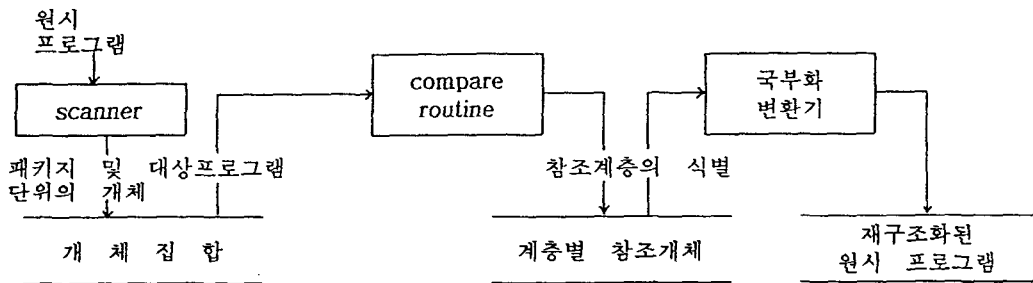 원시
프로그램
scanner
패키지 및 대상프로그램
단위의 개체
개 체 집 합
compare
routine
참조계층의 식별
계층별 참조개체
국부화
변환기
재구조화된
원시 프로그램